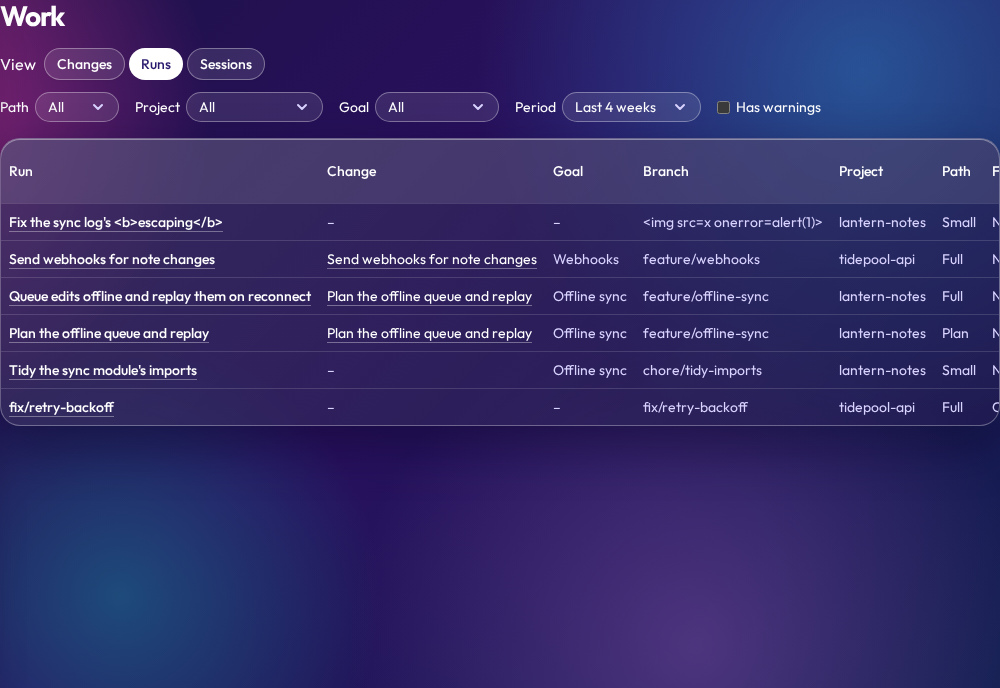 Work
View Changes Runs Sessions
Path All Project All Goal All Period Last 4 weeks Has warnings
Run Change Goal Branch Project Path
Fix the sync log's <b>escaping</b> – – <img src=x onerror=alert(1)> lantern-notes Small
Send webhooks for note changes Send webhooks for note changes Webhooks feature/webhooks tidepool-api Full
Queue edits offline and replay them on reconnect Plan the offline queue and replay Offline sync feature/offline-sync lantern-notes Full
Plan the offline queue and replay Plan the offline queue and replay Offline sync feature/offline-sync lantern-notes Plan
Tidy the sync module's imports – Offline sync chore/tidy-imports lantern-notes Small
fix/retry-backoff – – fix/retry-backoff tidepool-api Full